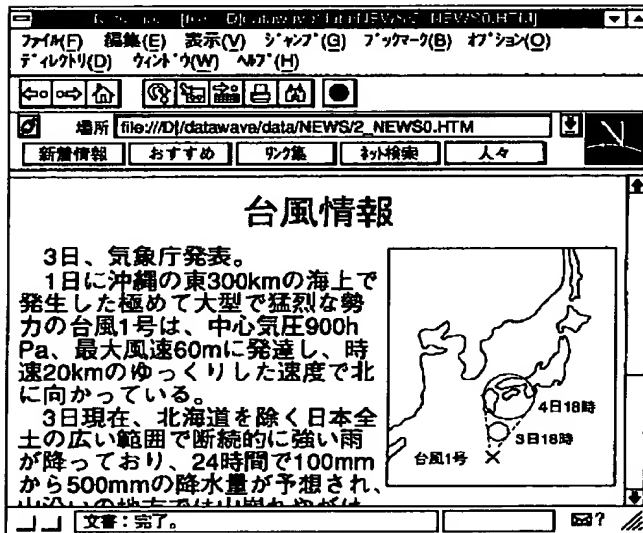 ファイル(F) 編集(E) 表示(V) ジャンプ(G) ブックマーク(B) オプション(O)
ディレクトリ(D) ウィンドウ(W) ヘルプ(H)
場所 file:///D|/datawave/data/NEWS/2_NEWS0.HTM
新着情報 おすすめ リンク集 ネット検索 人々
台風情報
3日、気象庁発表。
1日に沖縄の東300kmの海上で
発生した極めて大型で猛烈な勢
力の台風1号は、中心気圧900h
Pa、最大風速60mに発達し、時
速20kmのゆっくりした速度で北
に向かっている。
3日現在、北海道を除く日本全
土の広い範囲で断続的に強い雨
が降っており、24時間で100mm
から500mmの降水量が予想され、
4日18時
3日18時
台風1号
文書:完了。
?